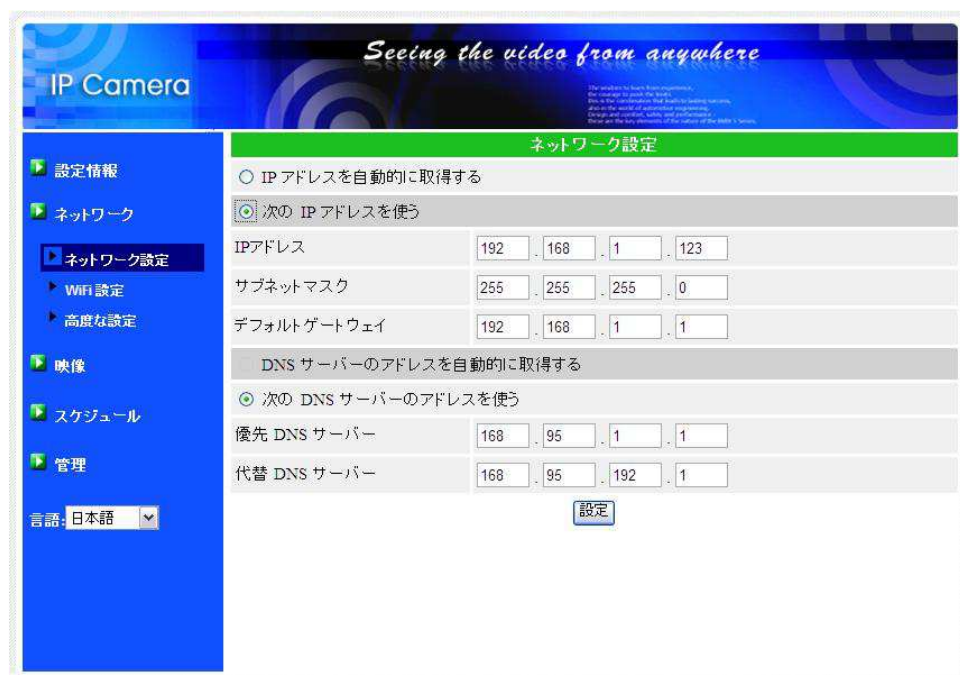 Seeing the video from anywhere
IP Camera
設定情報
ネットワーク
ネットワーク設定
WiFi 設定
高度な設定
映像
スケジュール
管理
言語: 日本語
ネットワーク設定
IP アドレスを自動的に取得する
次の IP アドレスを使う
IPアドレス 192 . 168 . 1 . 123
サブネットマスク 255 . 255 . 255 . 0
デフォルトゲートウェイ 192 . 168 . 1 . 1
DNS サーバーのアドレスを自動的に取得する
次の DNS サーバーのアドレスを使う
優先 DNS サーバー 168 . 95 . 1 . 1
代替 DNS サーバー 168 . 95 . 192 . 1
設定